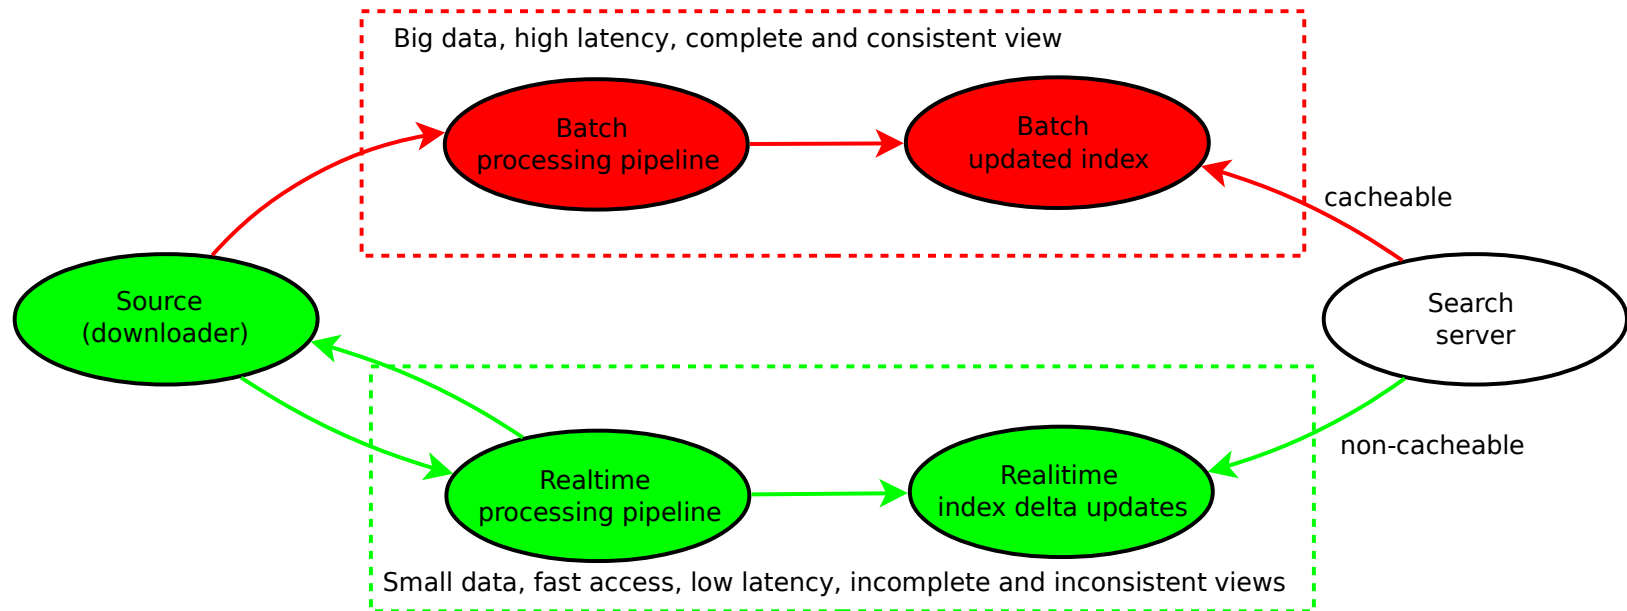 Big data, high latency, complete and consistent view
Batch
processing pipeline
Batch
updated index
cacheable
Source
(downloader)
Search
server
non-cacheable
Realtime
processing pipeline
Realitime
index delta updates
Small data, fast access, low latency, incomplete and inconsistent views